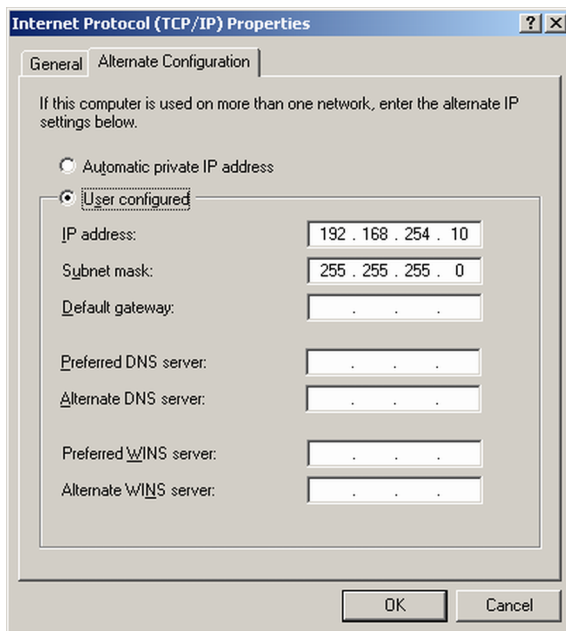 Internet Protocol (TCP/IP) Properties
General Alternate Configuration
If this computer is used on more than one network, enter the alternate IP
settings below.
Automatic private IP address
User configured
IP address: 192 . 168 . 254 . 10
Subnet mask: 255 . 255 . 255 . 0
Default gateway: . . .
Preferred DNS server: . . .
Alternate DNS server: . . .
Preferred WINS server: . . .
Alternate WINS server: . . .
OK Cancel